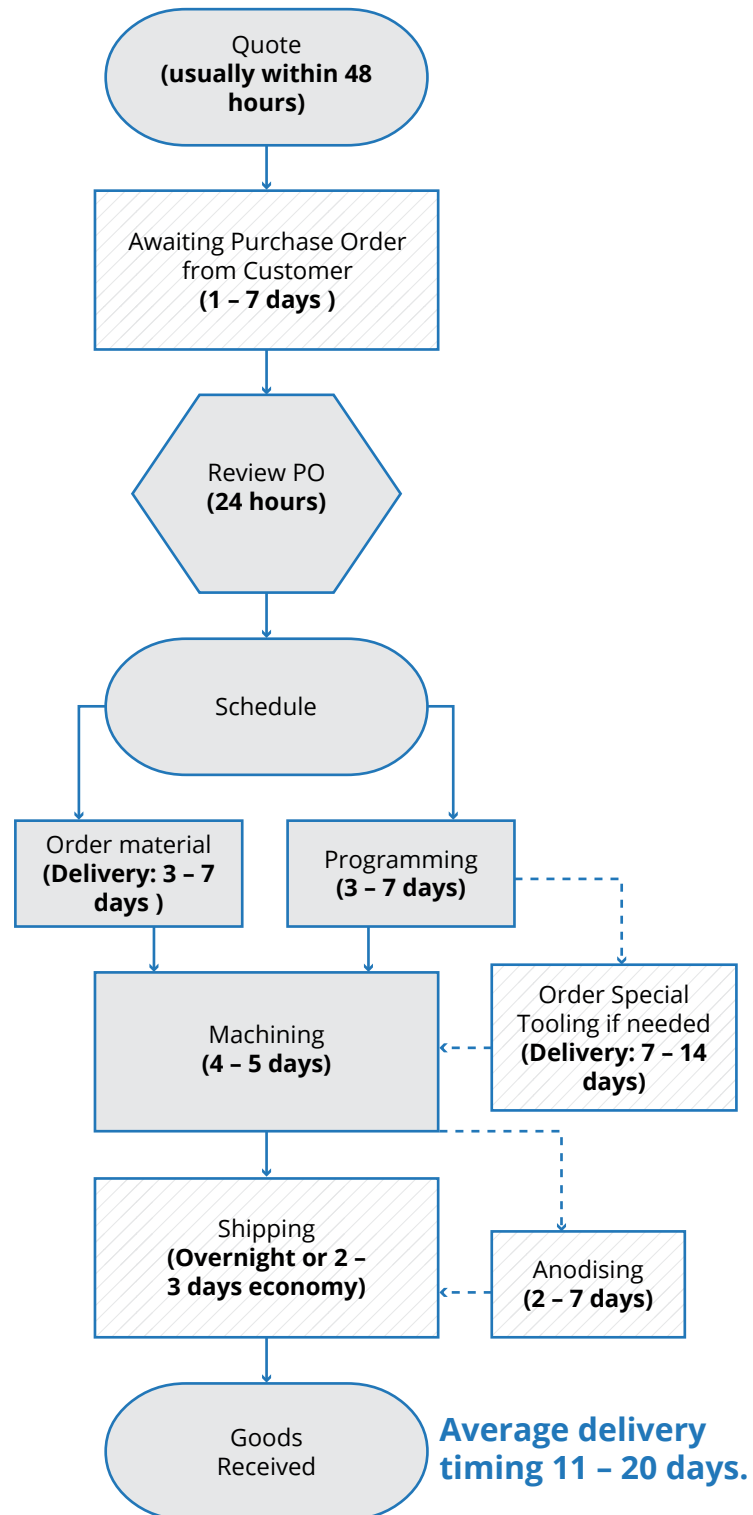 Quote
(usually within 48
hours)
Awaiting Purchase Order
from Customer
(1 – 7 days )
Review PO
(24 hours)
Schedule
Order material
(Delivery: 3 – 7
days )
Programming
(3 – 7 days)
Order Special
Tooling if needed
(Delivery: 7 – 14
days)
Machining
(4 – 5 days)
Shipping
(Overnight or 2 –
3 days economy)
Anodising
(2 – 7 days)
Goods
Received
Average delivery
timing 11 – 20 days.